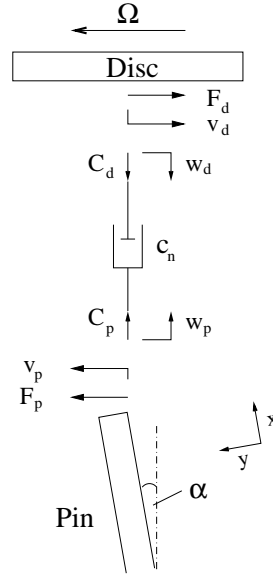 Ω
Disc
F_d
v_d
C_d w_d
c_n
C_p w_p
v_p
F_p
x
y
α
Pin